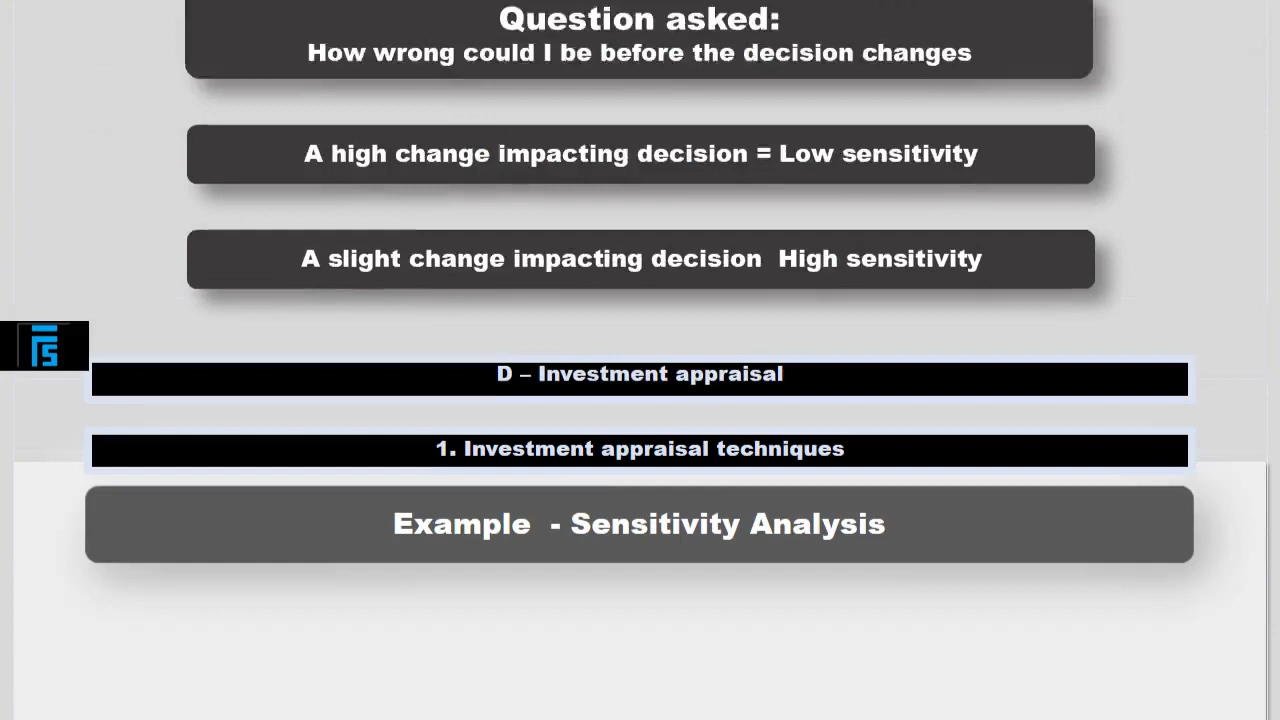 Question asked:
How wrong could I be before the decision changes
A high change impacting decision = Low sensitivity
A slight change impacting decision  High sensitivity
D – Investment appraisal
1. Investment appraisal techniques
Example  - Sensitivity Analysis